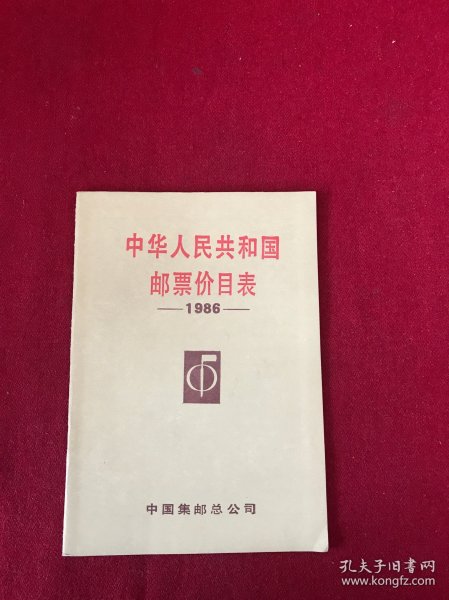 中华人民共和国
邮票价目表
—1986—
中国集邮总公司
孔夫子旧书网
www.kongfz.com